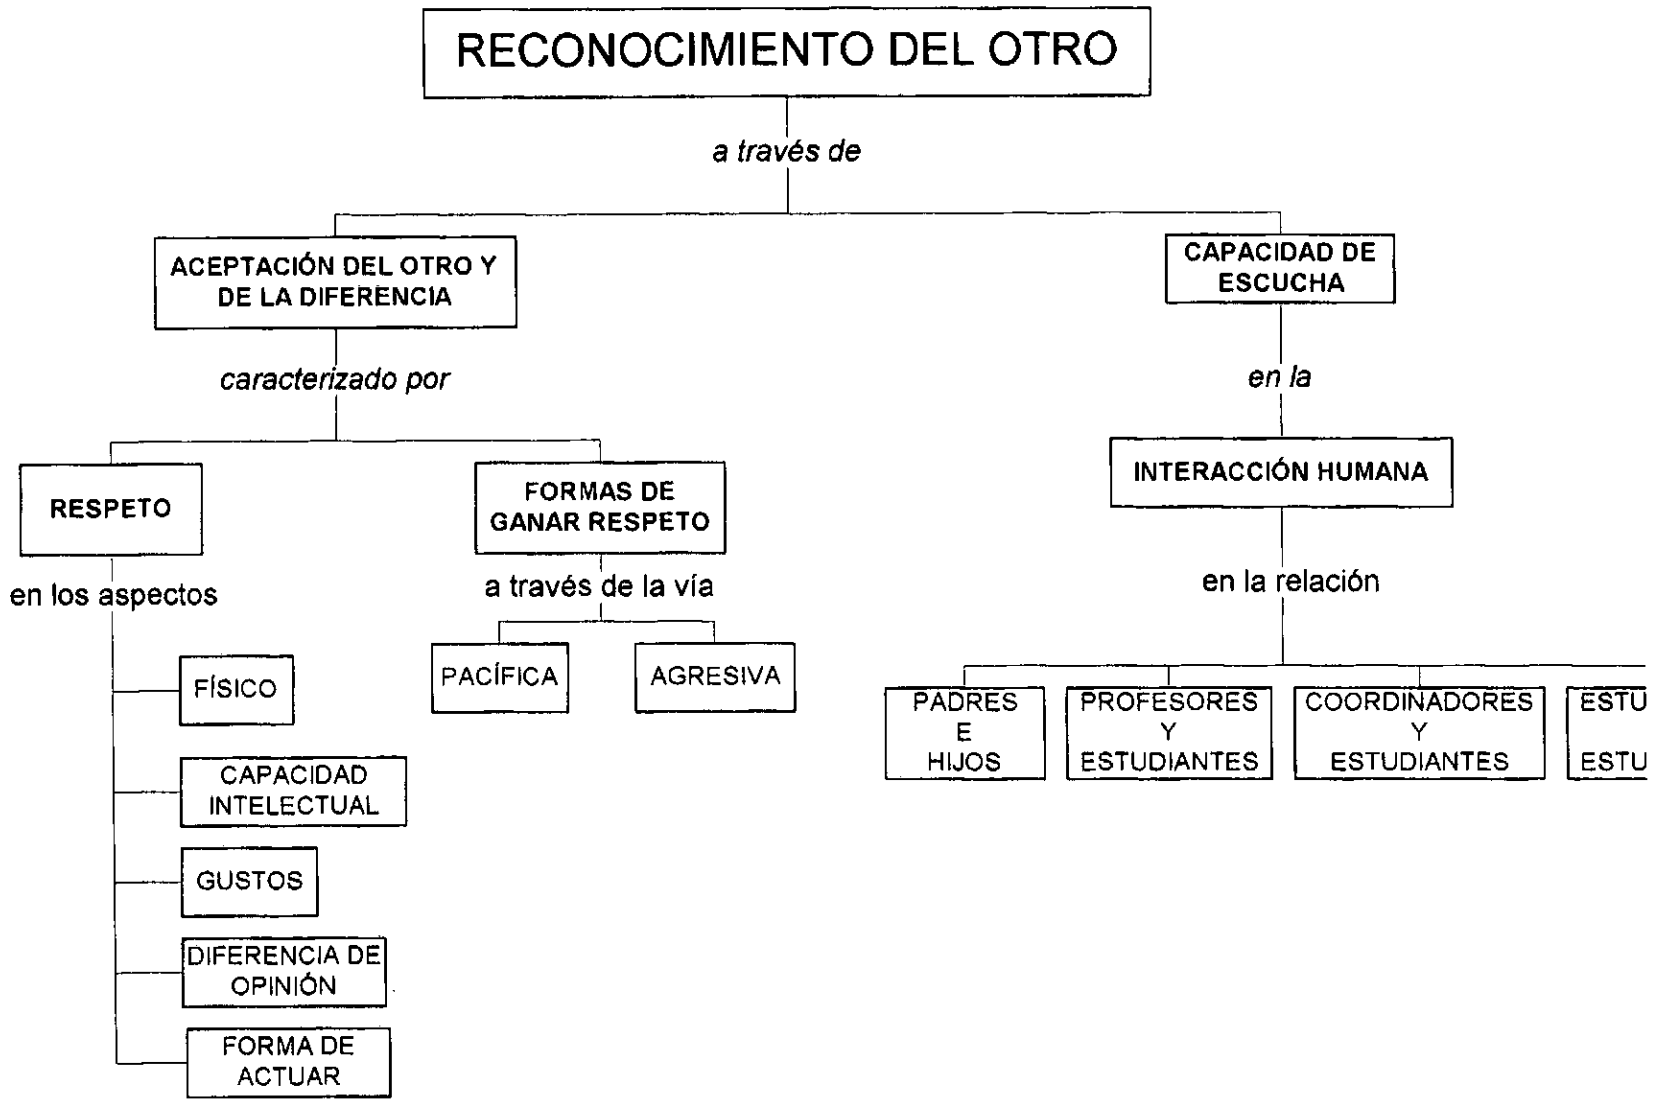 RECONOCIMIENTO DEL OTRO
a través de
ACEPTACIÓN DEL OTRO Y
DE LA DIFERENCIA
CAPACIDAD DE
ESCUCHA
caracterizado por
en la
RESPETO
FORMAS DE
GANAR RESPETO
INTERACCIÓN HUMANA
en los aspectos
a través de la vía
en la relación
FÍSICO
CAPACIDAD
INTELECTUAL
GUSTOS
DIFERENCIA DE
OPINIÓN
FORMA DE
ACTUAR
PACÍFICA
AGRESIVA
PADRES
E
HIJOS
PROFESORES
Y
ESTUDIANTES
COORDINADORES
Y
ESTUDIANTES
ESTU
ESTU